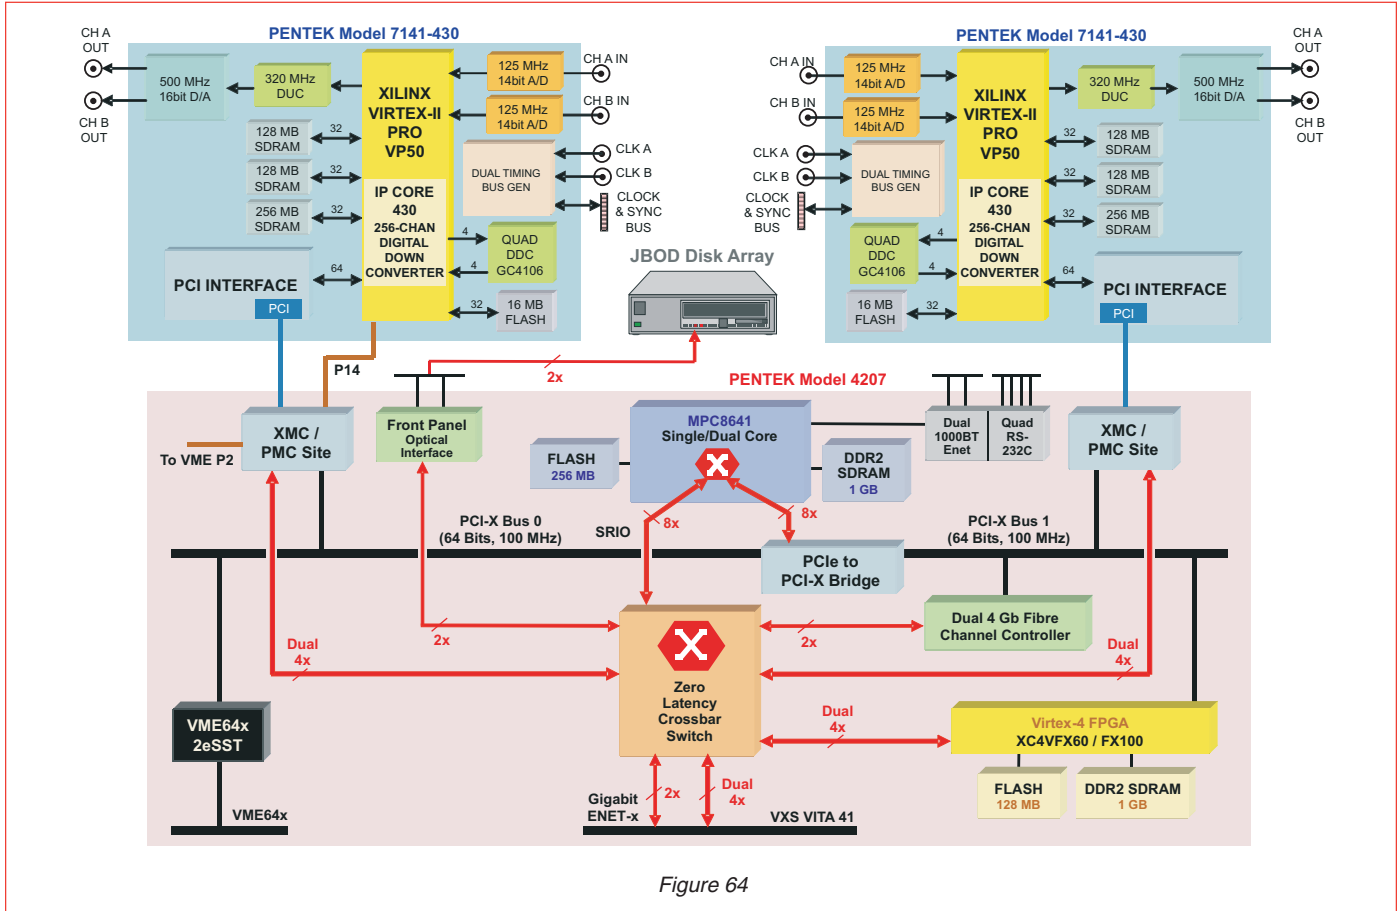 PENTEK Model 7141-430
CH A
OUT
CH B
OUT
500 MHz
16bit D/A
320 MHz
DUC
XILINX
VIRTEX-II
PRO
VP50
125 MHz
14bit A/D
CH A IN
125 MHz
14bit A/D
CH B IN
128 MB
SDRAM
32
128 MB
SDRAM
32
256 MB
SDRAM
32
DUAL TIMING
BUS GEN
CLK A
CLK B
CLOCK
& SYNC
BUS
IP CORE
430
256-CHAN
DIGITAL
DOWN
CONVERTER
4
4
QUAD
DDC
GC4106
64
PCI INTERFACE
PCI
32
16 MB
FLASH
PENTEK Model 7141-430
CH A
OUT
CH B
OUT
CH A IN
125 MHz
14bit A/D
CH B IN
125 MHz
14bit A/D
XILINX
VIRTEX-II
PRO
VP50
320 MHz
DUC
500 MHz
16bit D/A
32
128 MB
SDRAM
32
128 MB
SDRAM
32
256 MB
SDRAM
CLK A
CLK B
CLOCK
& SYNC
BUS
DUAL TIMING
BUS GEN
IP CORE
430
256-CHAN
DIGITAL
DOWN
CONVERTER
QUAD
DDC
GC4106
4
4
64
PCI INTERFACE
PCI
16 MB
FLASH
32
JBOD Disk Array
P14
2x
PENTEK Model 4207
XMC /
PMC Site
To VME P2
Front Panel
Optical
Interface
FLASH
256 MB
MPC8641
Single/Dual Core
DDR2
SDRAM
1 GB
Dual
1000BT
Enet
Quad
RS-
232C
XMC /
PMC Site
PCI-X Bus 0
(64 Bits, 100 MHz)
SRIO
8x
8x
PCI-X Bus 1
(64 Bits, 100 MHz)
PCIe to
PCI-X Bridge
2x
2x
Dual 4 Gb Fibre
Channel Controller
Dual
4x
Dual
4x
Zero
Latency
Crossbar
Switch
VME64x
2eSST
Dual
4x
Virtex-4 FPGA
XC4VFX60 / FX100
FLASH
128 MB
DDR2 SDRAM
1 GB
VME64x
Gigabit
ENET-x
2x
Dual
4x
VXS VITA 41
Figure 64